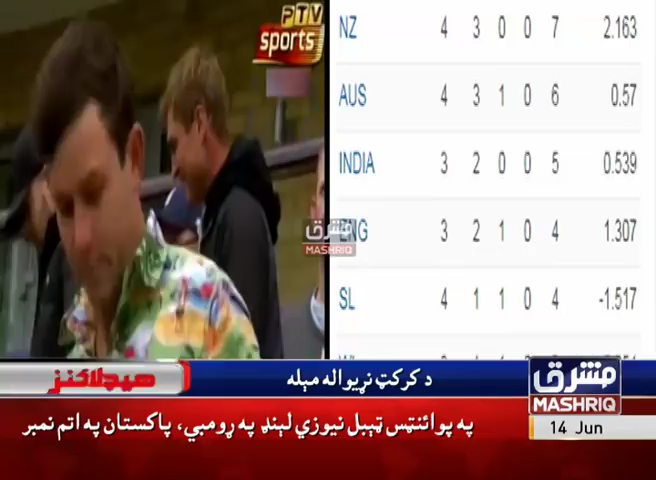 PTV
sports
NZ 4 3 0 0 7 2.163
AUS 4 3 1 0 6 0.57
INDIA 3 2 0 0 5 0.539
ENG 3 2 1 0 4 1.307
SL 4 1 1 0 4 -1.517
مشرق
MASHRIQ
هیډلائنز
د کرکټ نړیواله مېله
مشرق
MASHRIQ
په پوائنټس ټېبل نیوزي لېنډ په ړومبي، پاکستان په اتم نمبر
14 Jun